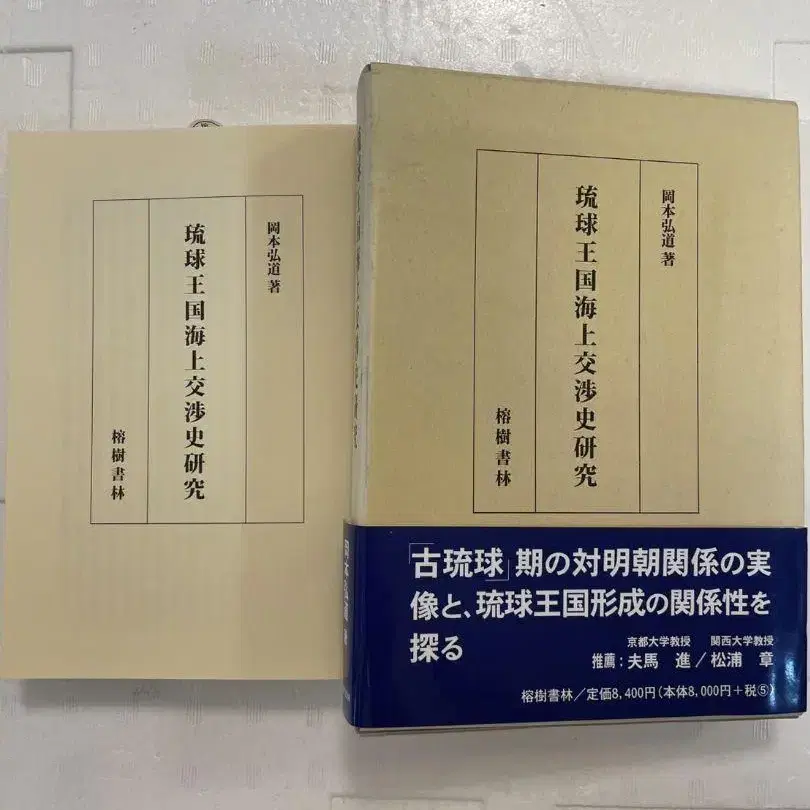 岡本弘道 著
琉球王国海上交渉史研究
榕樹書林
岡本弘道 著
琉球王国海上交渉史研究
榕樹書林
「古琉球」期の対明朝関係の実
像と、琉球王国形成の関係性を
探る
京都大学教授 関西大学教授
推薦：夫馬 進／松浦 章
榕樹書林／定価8,400円（本体8,000円＋税⑤）
岡本弘道 著